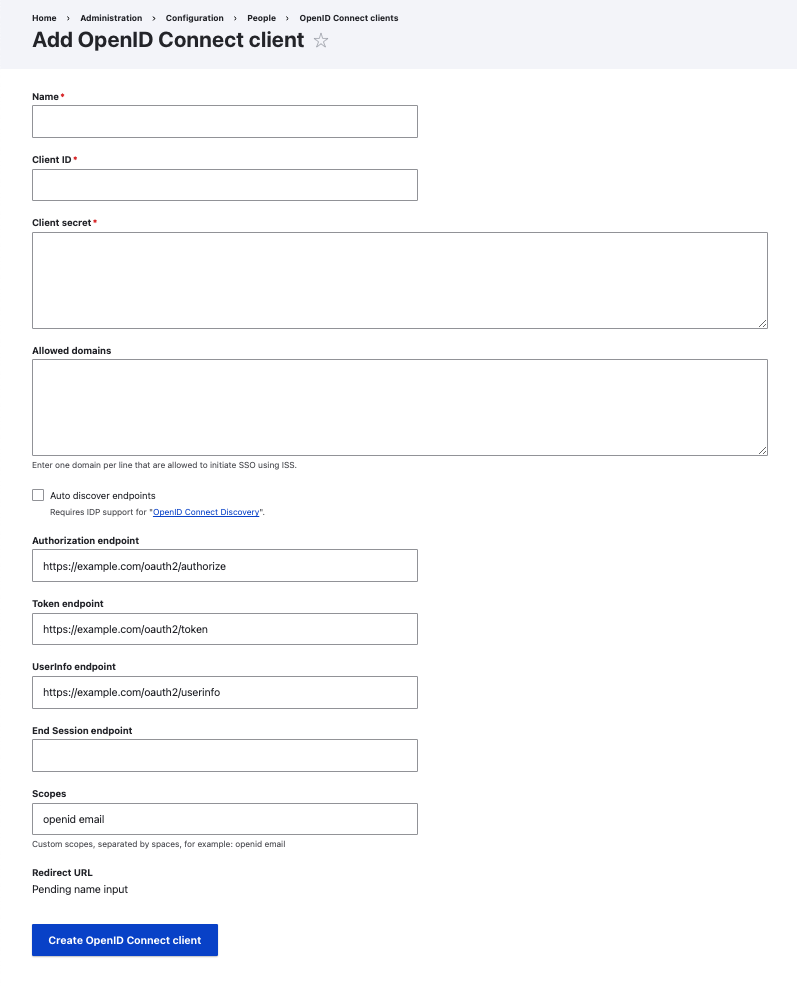 Home › Administration › Configuration › People › OpenID Connect clients
Add OpenID Connect client ☆
Name*
Client ID*
Client secret*
Allowed domains
Enter one domain per line that are allowed to initiate SSO using ISS.
Auto discover endpoints
Requires IDP support for "OpenID Connect Discovery".
Authorization endpoint
https://example.com/oauth2/authorize
Token endpoint
https://example.com/oauth2/token
UserInfo endpoint
https://example.com/oauth2/userinfo
End Session endpoint
Scopes
openid email
Custom scopes, separated by spaces, for example: openid email
Redirect URL
Pending name input
Create OpenID Connect client